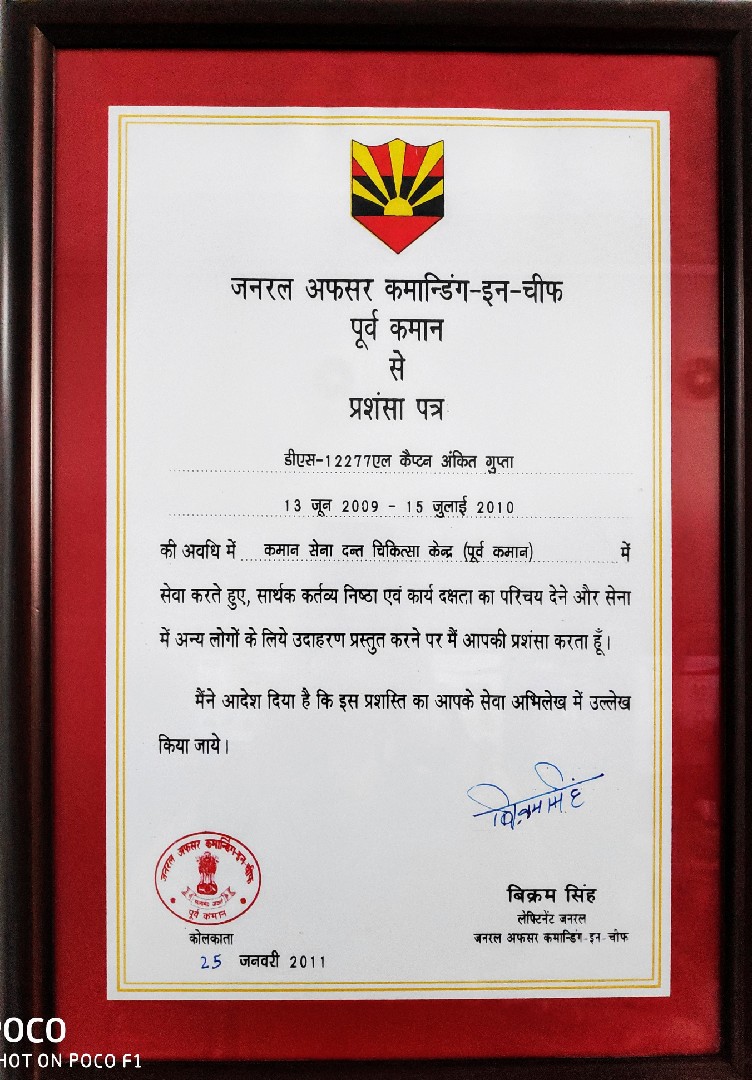 जनरल अफसर कमान्डिंग-इन-चीफ
पूर्व कमान
से
प्रशंसा पत्र
डीएस-12277एल कैप्टन अंकित गुप्ता
13 जून 2009 - 15 जुलाई 2010
की अवधि में कमान सेना दन्त चिकित्सा केन्द्र (पूर्व कमान) में
सेवा करते हुए, सार्थक कर्तव्य निष्ठा एवं कार्य दक्षता का परिचय देने और सेना
में अन्य लोगों के लिये उदाहरण प्रस्तुत करने पर मैं आपकी प्रशंसा करता हूँ।
मैंने आदेश दिया है कि इस प्रशस्ति का आपके सेवा अभिलेख में उल्लेख
किया जाये।
बिक्रम सिंह
जनरल अफसर कमान्डिंग-इन-चीफ
पूर्व कमान
बिक्रम सिंह
लेफ्टिनेंट जनरल
जनरल अफसर कमान्डिंग-इन-चीफ
कोलकाता
25 जनवरी 2011
POCO
SHOT ON POCO F1